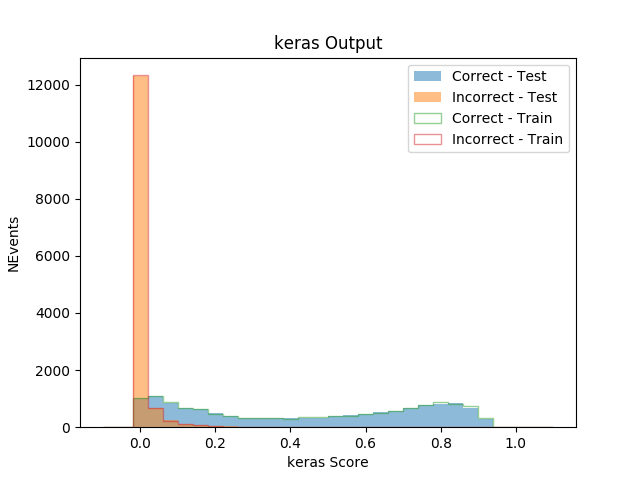 keras Output
Correct - Test
Incorrect - Test
Correct - Train
Incorrect - Train
NEvents
12000
10000
8000
6000
4000
2000
0
0.0 0.2 0.4 0.6 0.8 1.0
keras Score